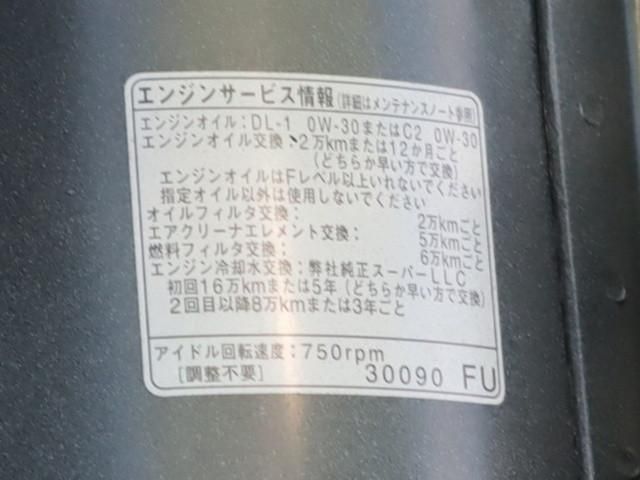 エンジンサービス情報(詳細はメンテナンスノート参照)
エンジンオイル:DL-1 0W-30またはC2 0W-30
エンジンオイル交換:2万kmまたは12か月ごと
(どちらか早い方で交換)
エンジンオイルはFレベル以上いれないでください
指定オイル以外は使用しないでください
オイルフィルタ交換: 2万kmごと
エアクリーナエレメント交換: 5万kmごと
燃料フィルタ交換: 6万kmごと
エンジン冷却水交換:弊社純正スーパーLLC
初回16万kmまたは5年(どちらか早い方で交換)
2回目以降8万kmまたは3年ごと
アイドル回転速度:750rpm
[調整不要] 30090 FU